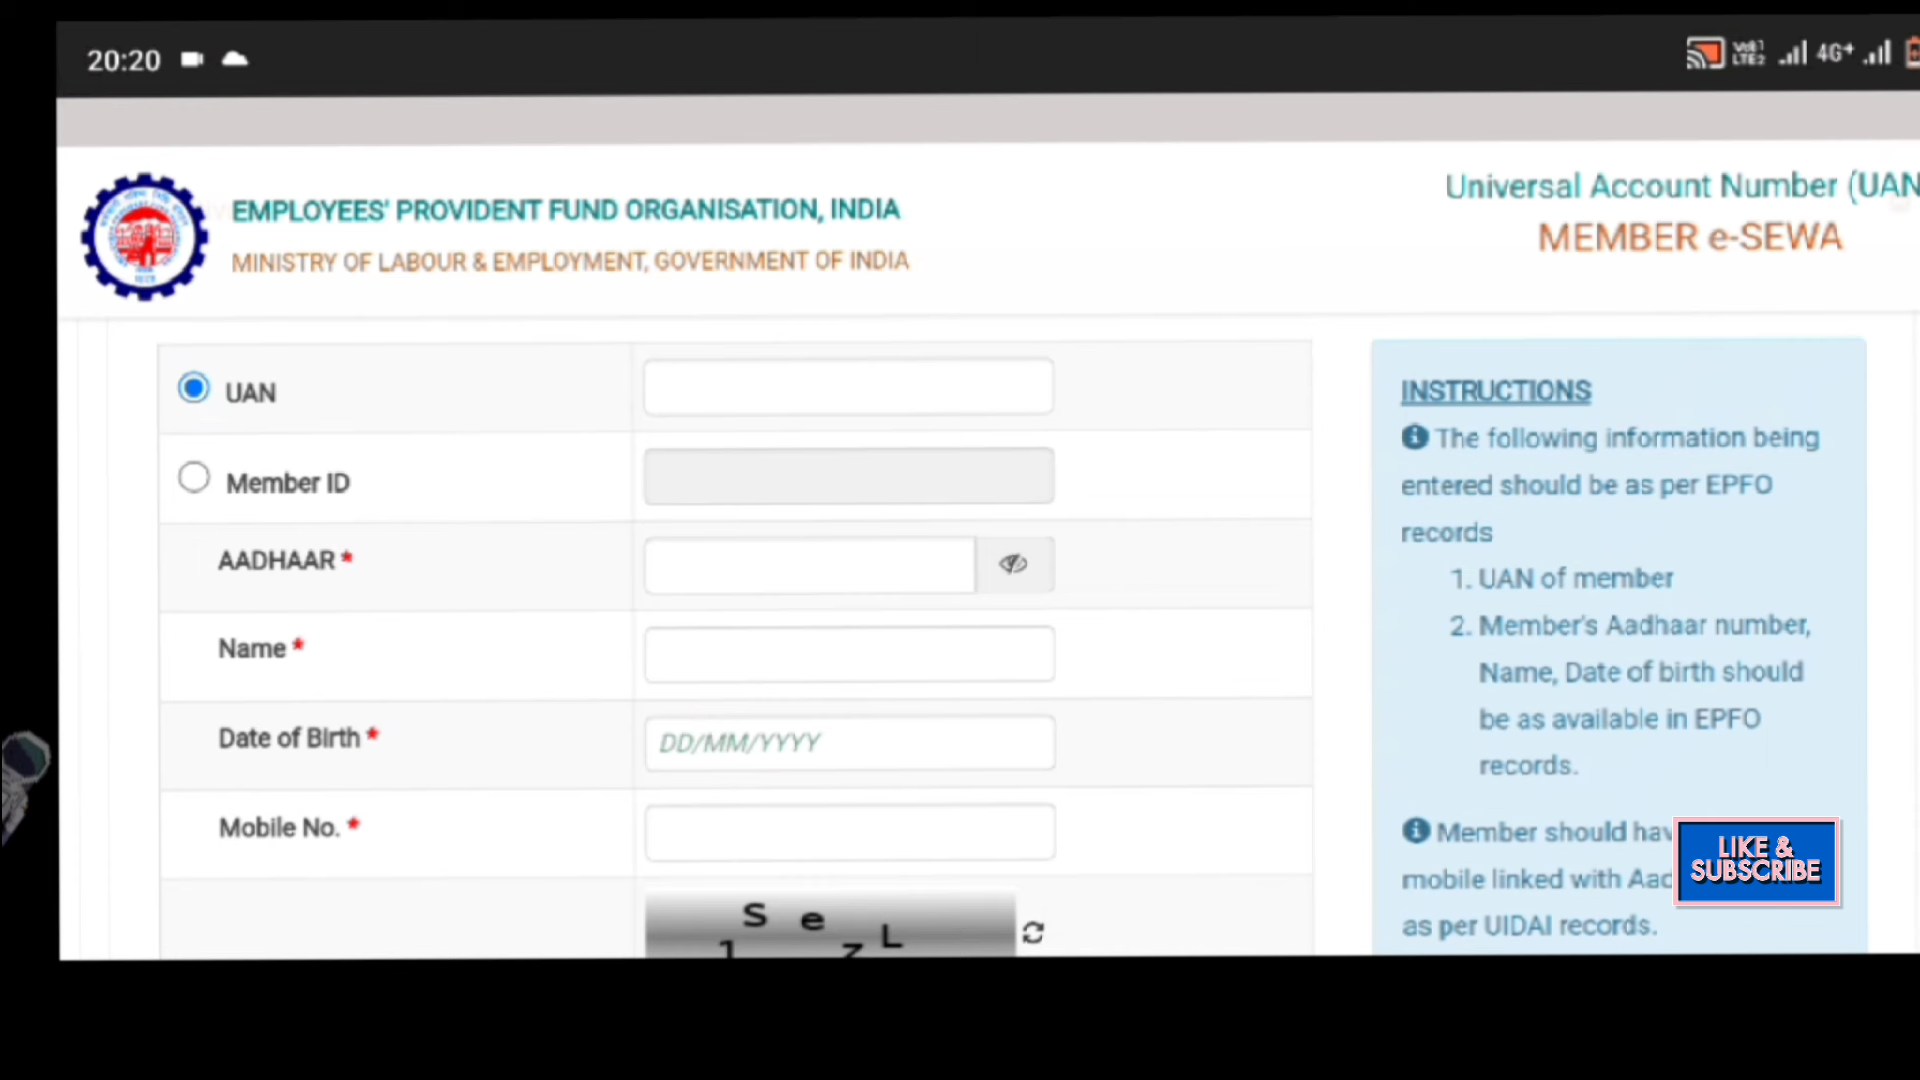 20:20
Vo1
LTE2
4G+
EMPLOYEES' PROVIDENT FUND ORGANISATION, INDIA
MINISTRY OF LABOUR & EMPLOYMENT, GOVERNMENT OF INDIA
Universal Account Number (UAN
MEMBER e-SEWA
UAN
Member ID
AADHAAR *
Name *
Date of Birth *
DD/MM/YYYY
Mobile No. *
1 S e z L
INSTRUCTIONS
The following information being
entered should be as per EPFO
records
1. UAN of member
2. Member's Aadhaar number,
Name, Date of birth should
be as available in EPFO
records.
Member should hav
mobile linked with Aad
as per UIDAI records.
LIKE &
SUBSCRIBE